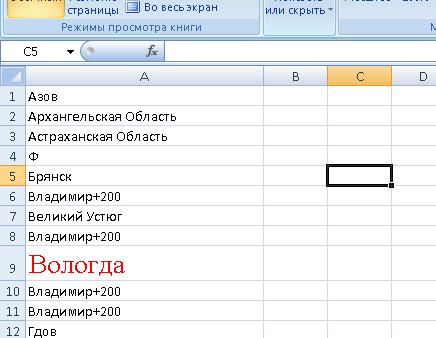 страницы
Во весь экран
или скрыть
Режимы просмотра книги
C5
fx
A B C D
1 Азов
2 Архангельская Область
3 Астраханская Область
4 Ф
5 Брянск
6 Владимир+200
7 Великий Устюг
8 Владимир+200
9 Вологда
10 Владимир+200
11 Владимир+200
12 Гдов